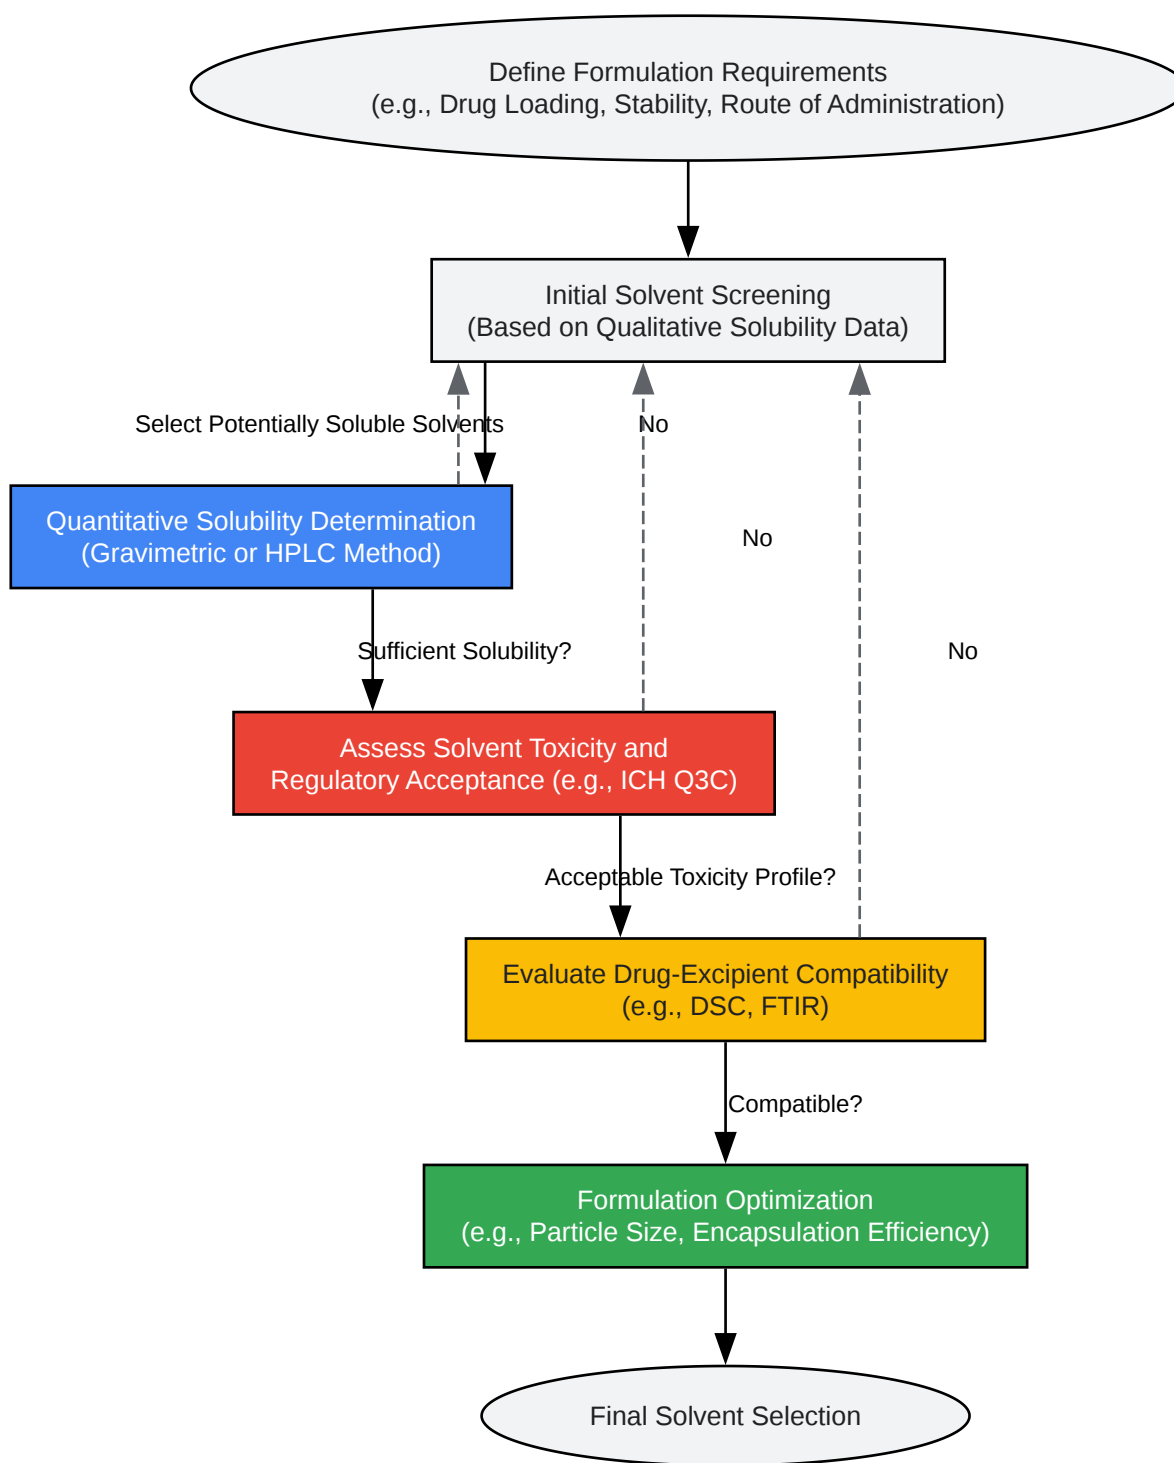 Define Formulation Requirements
(e.g., Drug Loading, Stability, Route of Administration)
Initial Solvent Screening
(Based on Qualitative Solubility Data)
Select Potentially Soluble Solvents
No
Quantitative Solubility Determination
(Gravimetric or HPLC Method)
No
Sufficient Solubility?
No
Assess Solvent Toxicity and
Regulatory Acceptance (e.g., ICH Q3C)
Acceptable Toxicity Profile?
Evaluate Drug-Excipient Compatibility
(e.g., DSC, FTIR)
Compatible?
Formulation Optimization
(e.g., Particle Size, Encapsulation Efficiency)
Final Solvent Selection